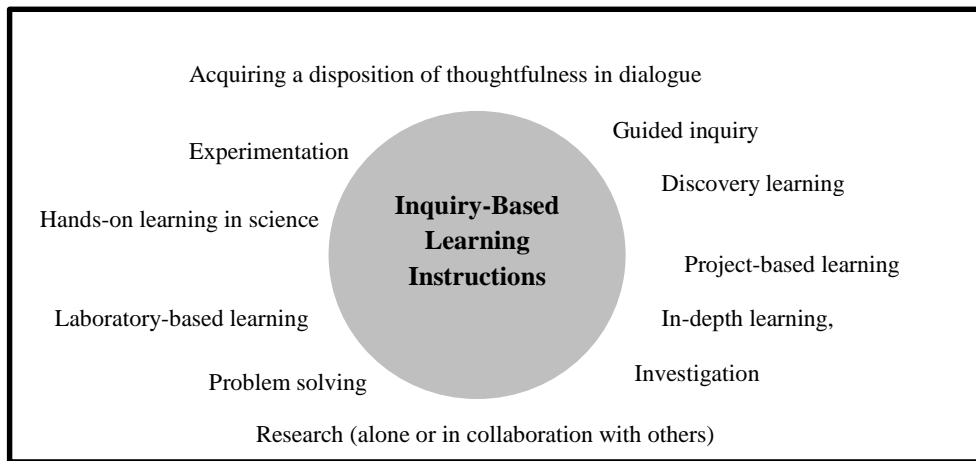 Acquiring a disposition of thoughtfulness in dialogue
Guided inquiry
Experimentation
Discovery learning
Inquiry-Based
Learning
Instructions
Hands-on learning in science
Project-based learning
Laboratory-based learning
In-depth learning,
Investigation
Problem solving
Research (alone or in collaboration with others)